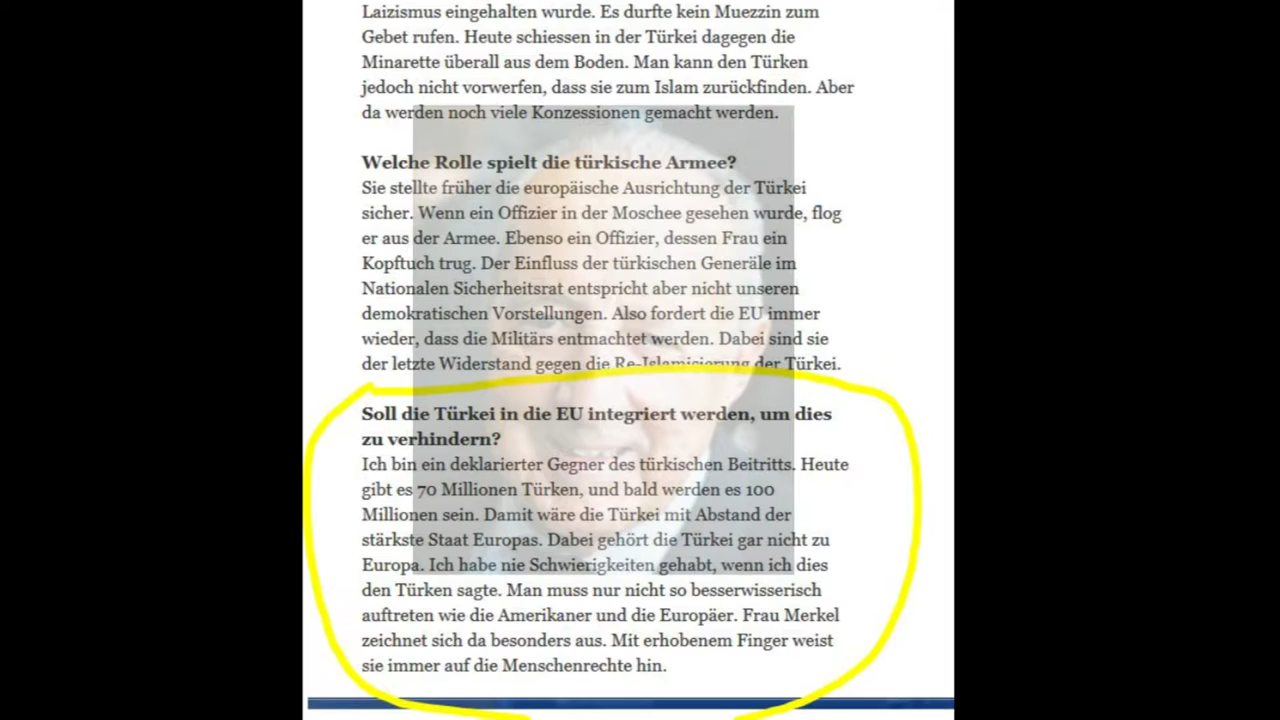 Laizismus eingehalten wurde. Es durfte kein Muezzin zum
Gebet rufen. Heute schiessen in der Türkei dagegen die
Minarette überall aus dem Boden. Man kann den Türken
jedoch nicht vorwerfen, dass sie zum Islam zurückfinden. Aber
da werden noch viele Konzessionen gemacht werden.
Welche Rolle spielt die türkische Armee?
Sie stellte früher die europäische Ausrichtung der Türkei
sicher. Wenn ein Offizier in der Moschee gesehen wurde, flog
er aus der Armee. Ebenso ein Offizier, dessen Frau ein
Kopftuch trug. Der Einfluss der türkischen Generäle im
Nationalen Sicherheitsrat entspricht aber nicht unseren
demokratischen Vorstellungen. Also fordert die EU immer
wieder, dass die Militärs entmachtet werden. Dabei sind sie
der letzte Widerstand gegen die Re-Islamisierung der Türkei.
Soll die Türkei in die EU integriert werden, um dies
zu verhindern?
Ich bin ein deklarierter Gegner des türkischen Beitritts. Heute
gibt es 70 Millionen Türken, und bald werden es 100
Millionen sein. Damit wäre die Türkei mit Abstand der
stärkste Staat Europas. Dabei gehört die Türkei gar nicht zu
Europa. Ich habe nie Schwierigkeiten gehabt, wenn ich dies
den Türken sagte. Man muss nur nicht so besserwisserisch
auftreten wie die Amerikaner und die Europäer. Frau Merkel
zeichnet sich da besonders aus. Mit erhobenem Finger weist
sie immer auf die Menschenrechte hin.